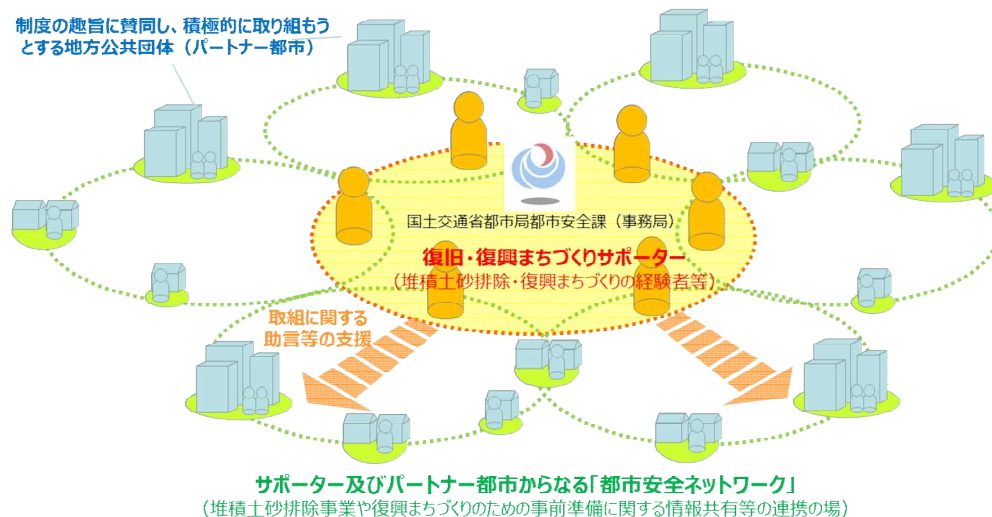 制度の趣旨に賛同し、積極的に取り組もう
とする地方公共団体（パートナー都市）
国土交通省都市局都市安全課（事務局）
復旧・復興まちづくりサポーター
（堆積土砂排除・復興まちづくりの経験者等）
取組に関する
助言等の支援
サポーター及びパートナー都市からなる「都市安全ネットワーク」
（堆積土砂排除事業や復興まちづくりのための事前準備に関する情報共有等の連携の場）